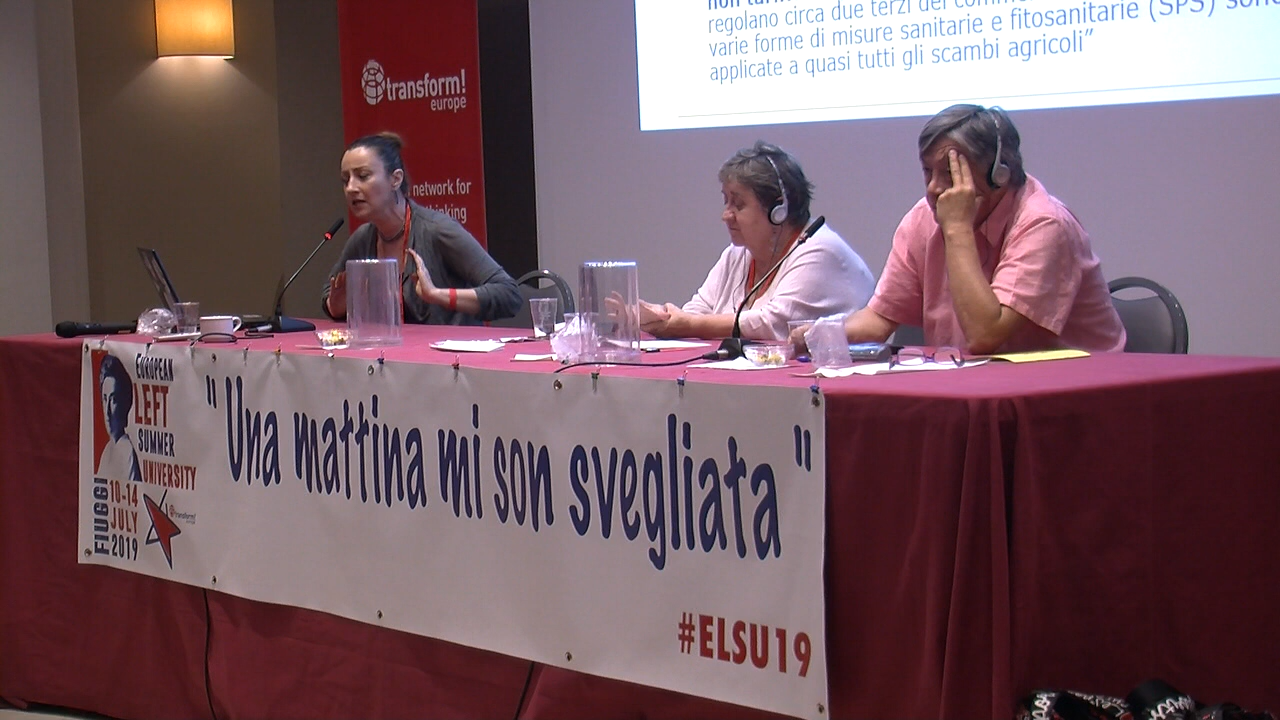 regolano circa due terzi del
varie forme di misure sanitarie e fitosanitarie (SPS) sono
applicate a quasi tutti gli scambi agricoli”
transform!
europe
network for
EUROPEAN
LEFT
SUMMER
UNIVERSITY
FIUGGI
10-14
JULY
2019
transform!
"Una mattina mi son svegliata"
#ELSU19